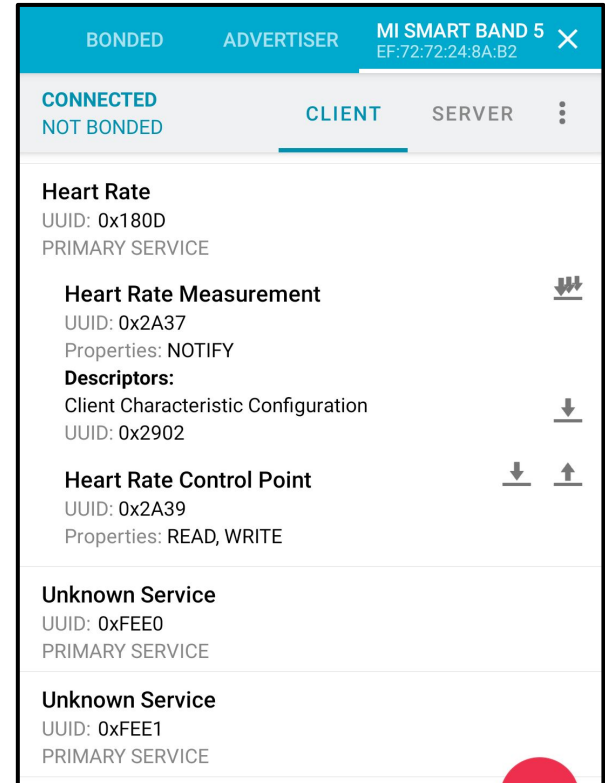 BONDED ADVERTISER MI SMART BAND 5
EF:72:72:24:8A:B2
CONNECTED
NOT BONDED
CLIENT SERVER
Heart Rate
UUID: 0x180D
PRIMARY SERVICE
Heart Rate Measurement
UUID: 0x2A37
Properties: NOTIFY
Descriptors:
Client Characteristic Configuration
UUID: 0x2902
Heart Rate Control Point
UUID: 0x2A39
Properties: READ, WRITE
Unknown Service
UUID: 0xFEE0
PRIMARY SERVICE
Unknown Service
UUID: 0xFEE1
PRIMARY SERVICE